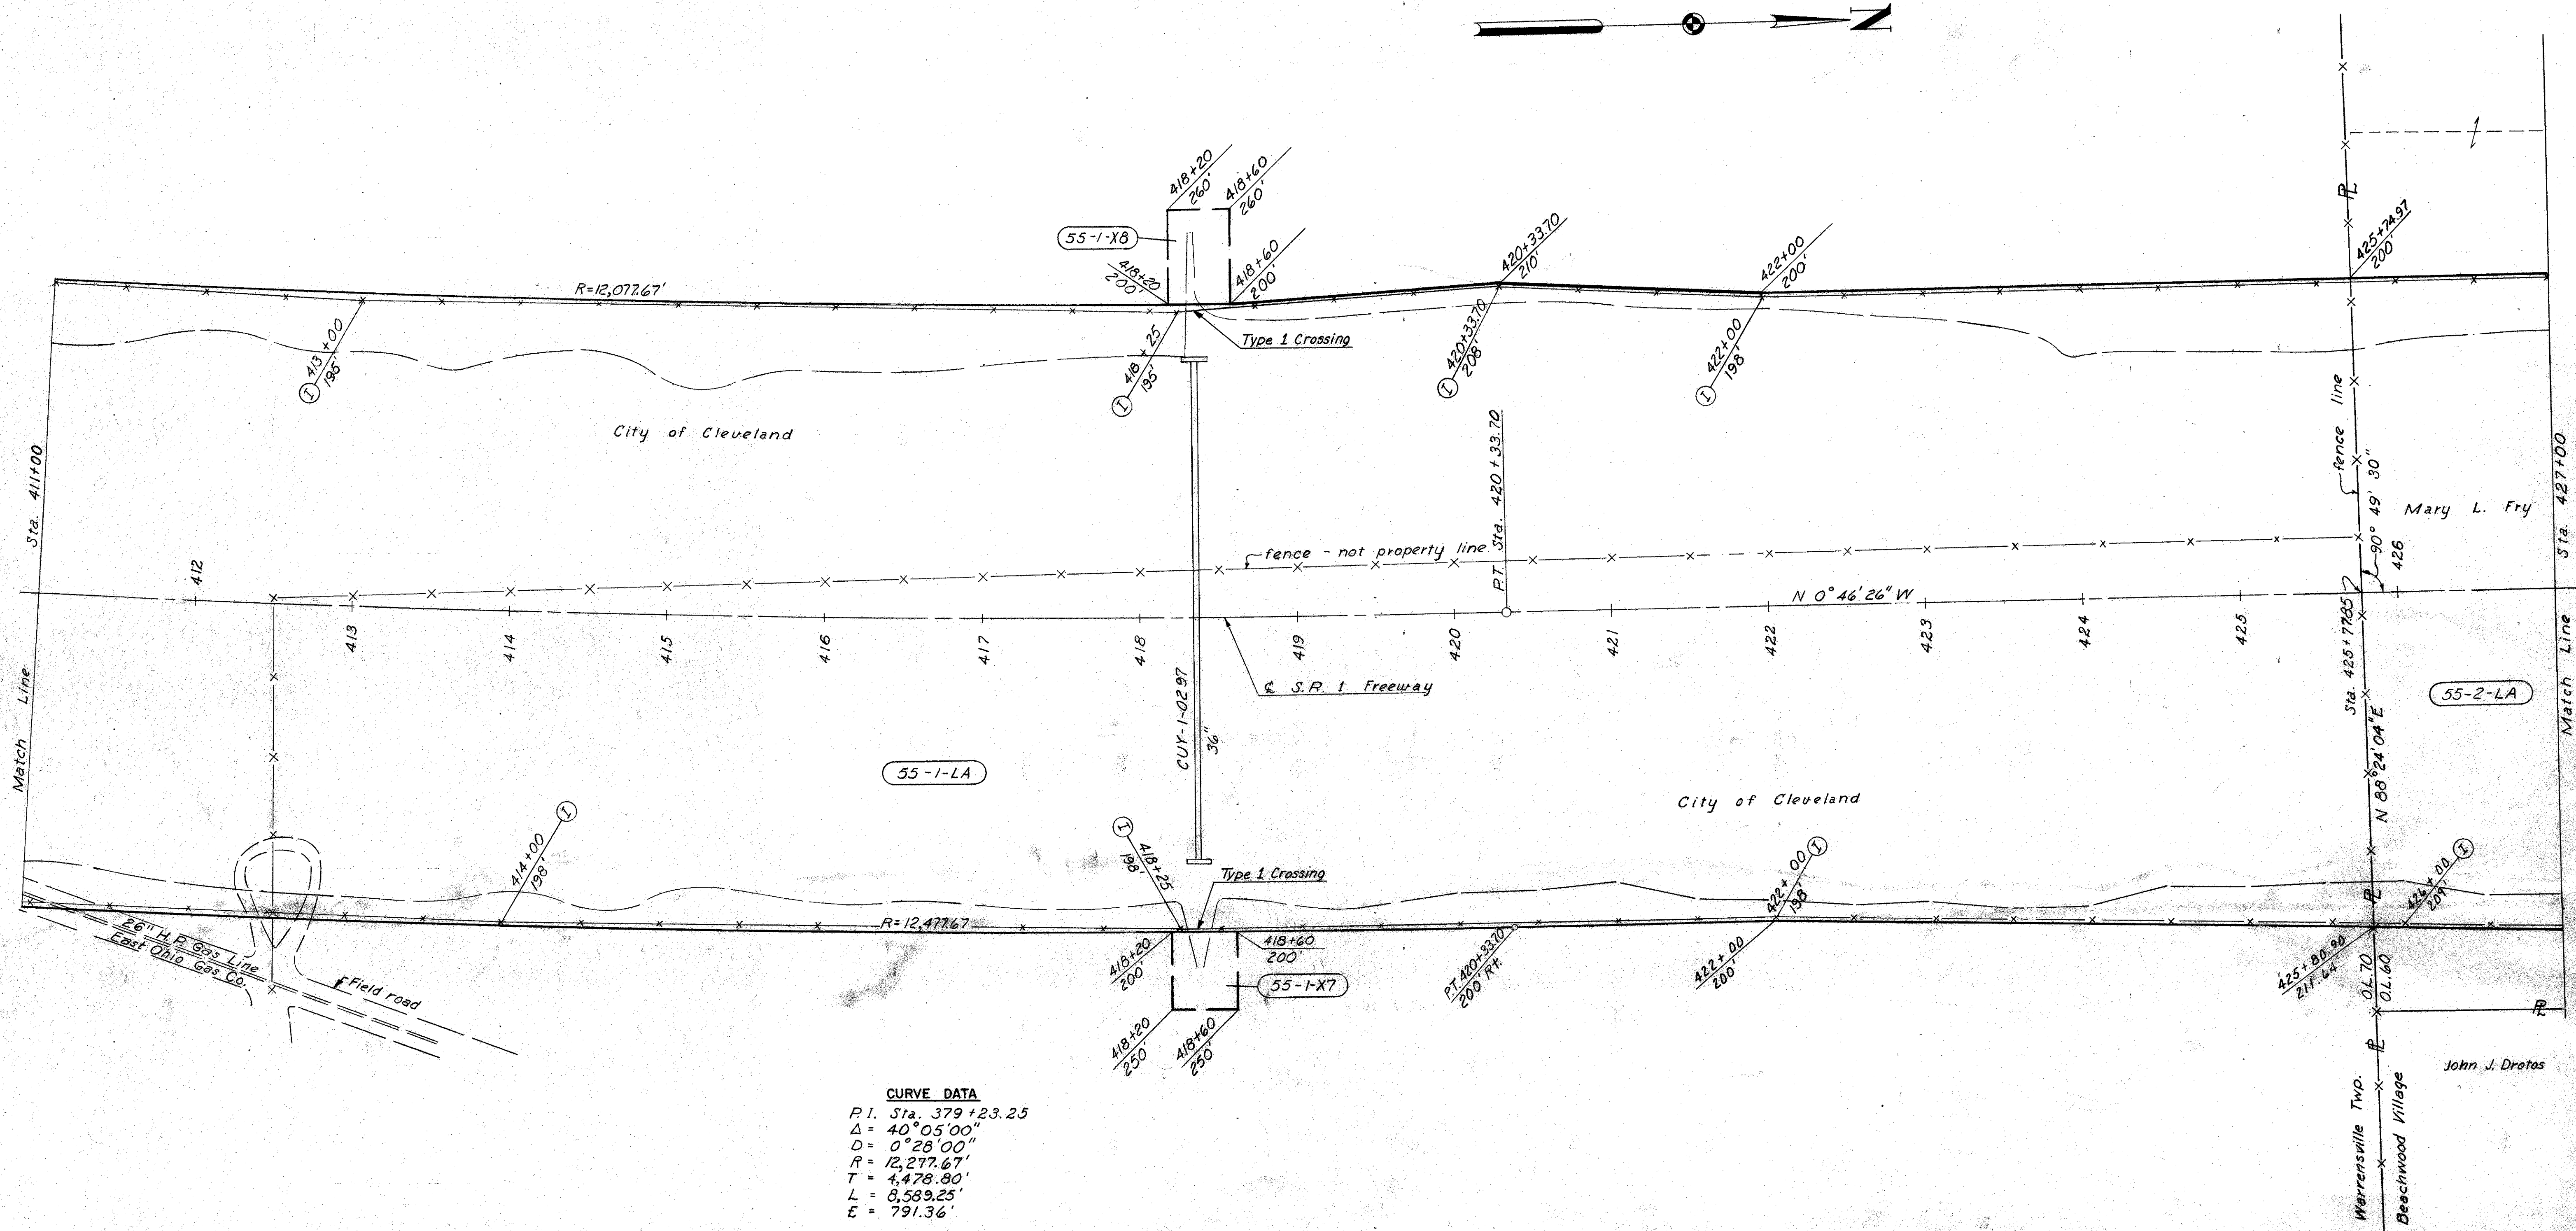 N
418+20
260'
418+60
260'
55-1-X8
418+20
200'
418+60
200'
420+33.70
210'
422+00
200'
425+74.97
200'
PL
R=12,077.67'
I 413+00
195'
I 418+25
195'
Type 1 Crossing
I 420+33.70
208'
I 422+00
198'
City of Cleveland
Sta. 411+00
Match Line
P.T. Sta. 420+33.70
fence line
90° 49' 30"
Mary L. Fry
Sta. 427+00
Match Line
fence - not property line
N 0°46'26" W
412
413
414
415
416
417
418
419
420
421
422
423
424
425
426
Sta. 425+77.85
℄ S.R. 1 Freeway
CUY-1-0297
36"
55-1-LA
55-2-LA
N 88°24'04"E
City of Cleveland
414+00 I
198'
I 418+25
198'
Type 1 Crossing
422+00 I
198'
PL
426+00 I
209'
R=12,477.67
26" H.P. Gas Line
East Ohio Gas Co.
Field road
418+20
200'
418+60
200'
55-1-X7
P.T. 420+33.70
200' Rt.
422+00
200'
425+80.90
211.64
O.L.70
O.L.60
PL
418+20
250'
418+60
250'
PL
John J. Drotos
Warrensville Twp.
Beachwood Village
CURVE DATA
P.I. Sta. 379+23.25
Δ = 40°05'00"
D = 0°28'00"
R = 12,277.67'
T = 4,478.80'
L = 8,589.25'
E = 791.36'